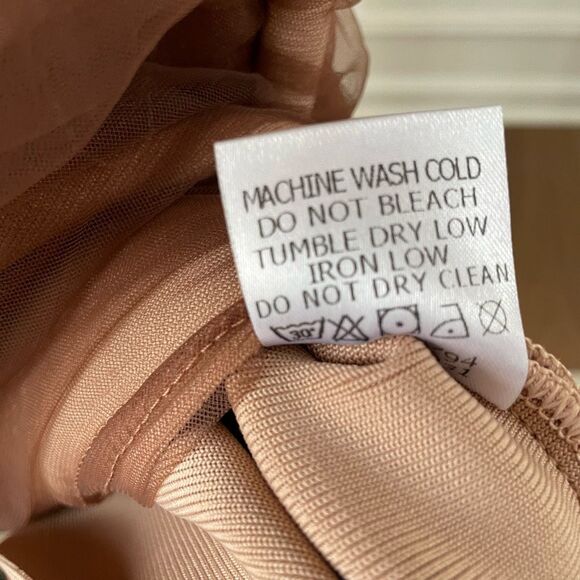 MACHINE WASH COLD
DO NOT BLEACH
TUMBLE DRY LOW
IRON LOW
DO NOT DRY CLEAN
30°